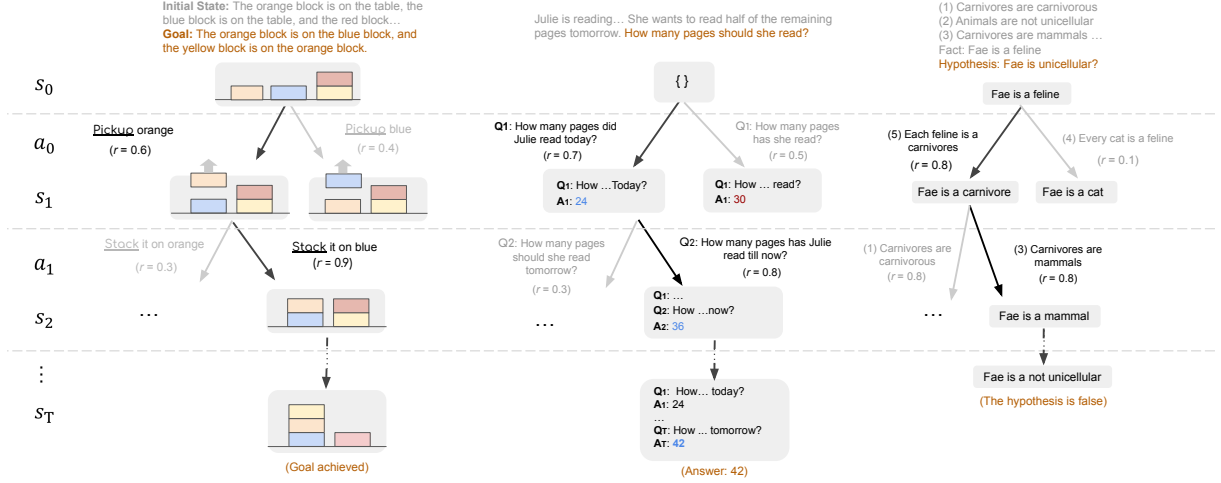 Initial State: The orange block is on the table, the
blue block is on the table, and the red block…
Goal: The orange block is on the blue block, and
the yellow block is on the orange block.
Julie is reading… She wants to read half of the remaining
pages tomorrow. How many pages should she read?
(1) Carnivores are carnivorous
(2) Animals are not unicellular
(3) Carnivores are mammals …
Fact: Fae is a feline
Hypothesis: Fae is unicellular?
s0
{ }
Fae is a feline
a0
Pickup orange
(r = 0.6)
Pickup blue
(r = 0.4)
Q1: How many pages did
Julie read today?
(r = 0.7)
Q1: How many pages
has she read?
(r = 0.5)
(5) Each feline is a
carnivores
(r = 0.8)
(4) Every cat is a feline
(r = 0.1)
s1
Q1: How …Today?
A1: 24
Q1: How … read?
A1: 30
Fae is a carnivore
Fae is a cat
a1
Stack it on orange
(r = 0.3)
Stack it on blue
(r = 0.9)
Q2: How many pages
should she read
tomorrow?
(r = 0.3)
Q2: How many pages has Julie
read till now?
(r = 0.8)
(1) Carnivores are
carnivorous
(r = 0.8)
(3) Carnivores are
mammals
(r = 0.8)
s2
…
…
Q1: …
Q2: How …now?
A2: 36
…
Fae is a mammal
⋮
sT
(Goal achieved)
Q1: How… today?
A1: 24
…
QT: How … tomorrow?
AT: 42
(Answer: 42)
Fae is a not unicellular
(The hypothesis is false)